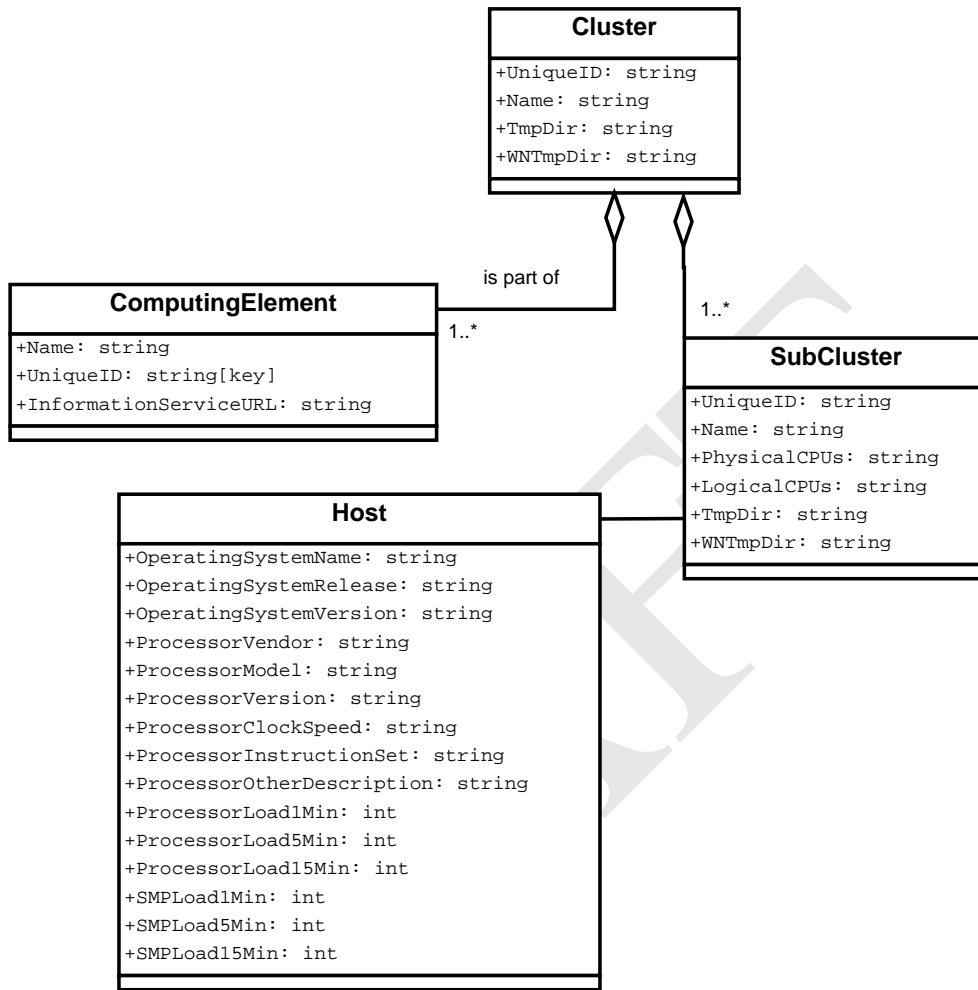 Cluster
+UniqueID: string
+Name: string
+TmpDir: string
+WNTmpDir: string
is part of
1..*
1..*
ComputingElement
+Name: string
+UniqueID: string[key]
+InformationServiceURL: string
SubCluster
+UniqueID: string
+Name: string
+PhysicalCPUs: string
+LogicalCPUs: string
+TmpDir: string
+WNTmpDir: string
Host
+OperatingSystemName: string
+OperatingSystemRelease: string
+OperatingSystemVersion: string
+ProcessorVendor: string
+ProcessorModel: string
+ProcessorVersion: string
+ProcessorClockSpeed: string
+ProcessorInstructionSet: string
+ProcessorOtherDescription: string
+ProcessorLoad1Min: int
+ProcessorLoad5Min: int
+ProcessorLoad15Min: int
+SMPLoad1Min: int
+SMPLoad5Min: int
+SMPLoad15Min: int